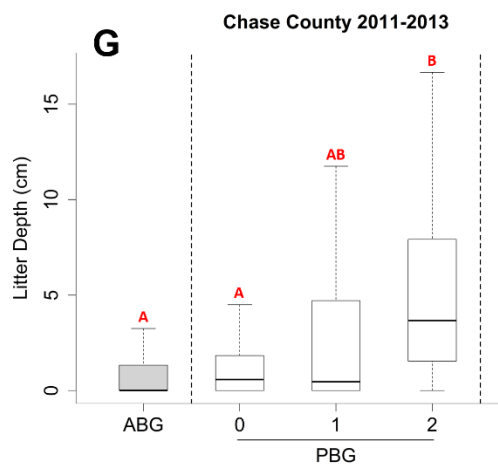 Chase County 2011-2013
G
B
15
AB
10
Litter Depth (cm)
5
A
A
0
ABG
0 1 2
PBG